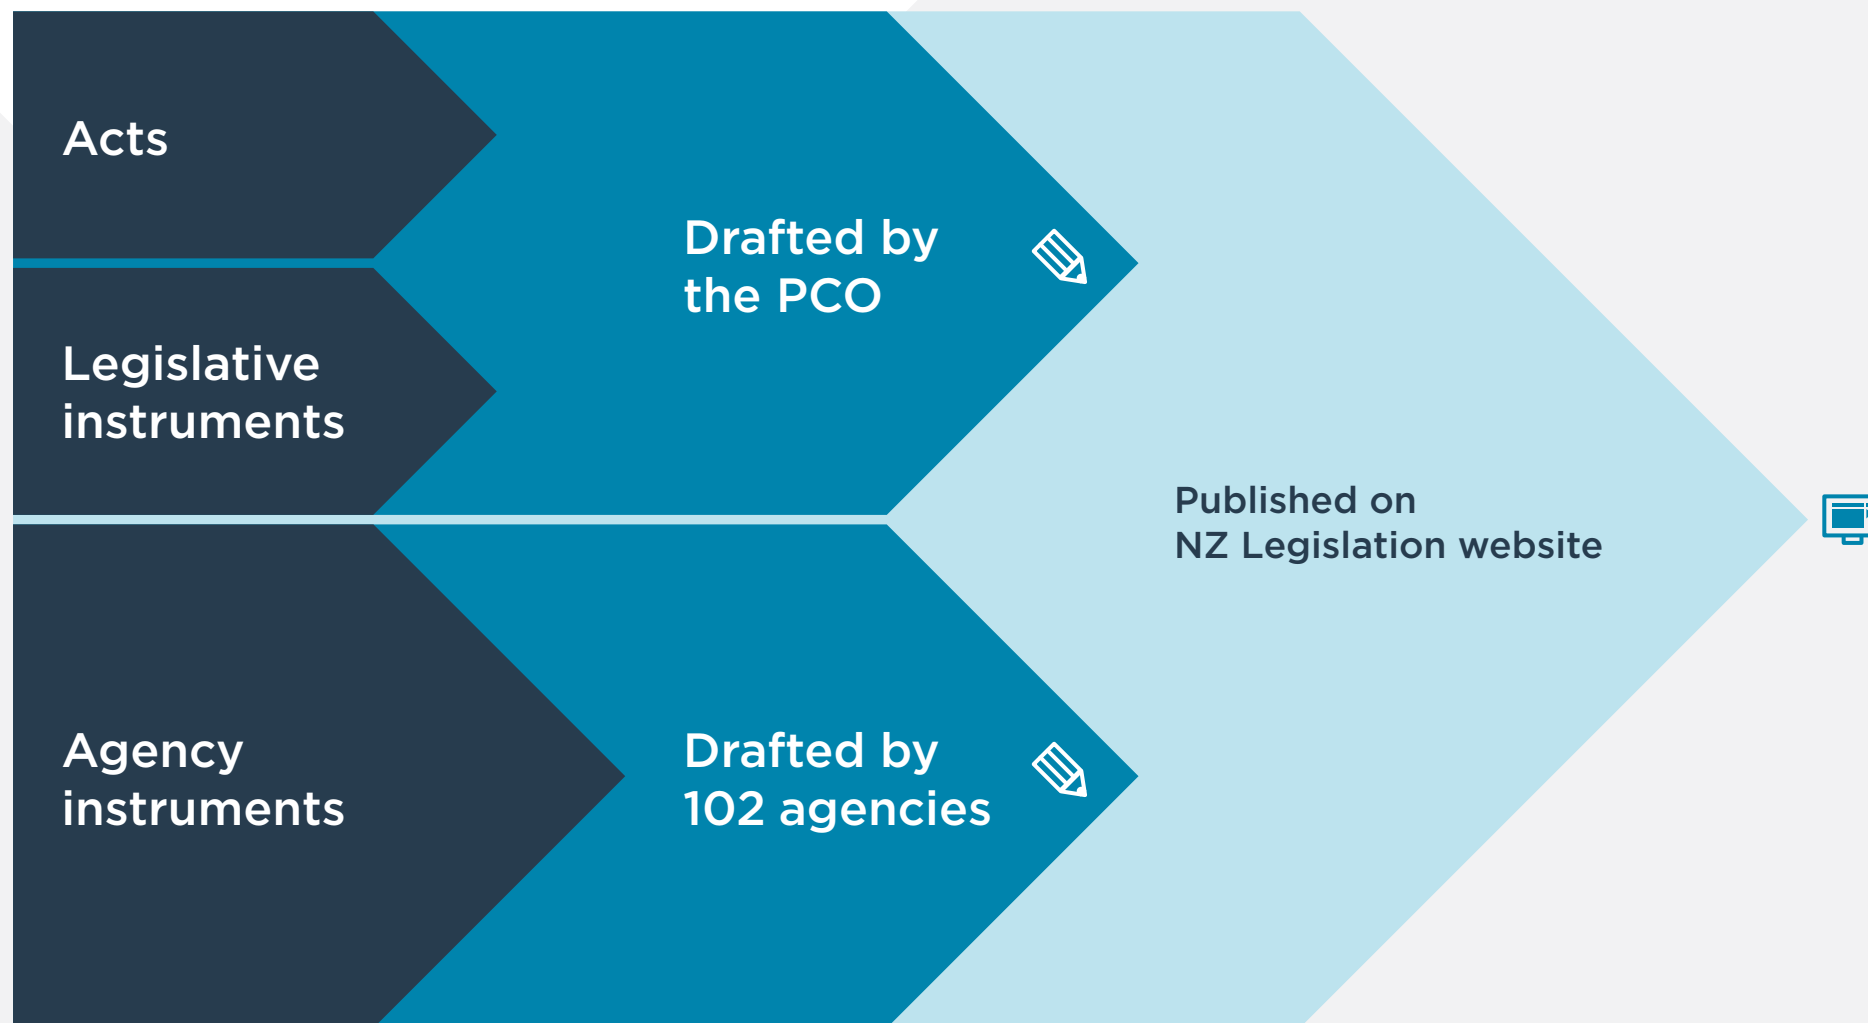 Acts
Legislative
instruments
Drafted by
the PCO
Agency
instruments
Drafted by
102 agencies
Published on
NZ Legislation website